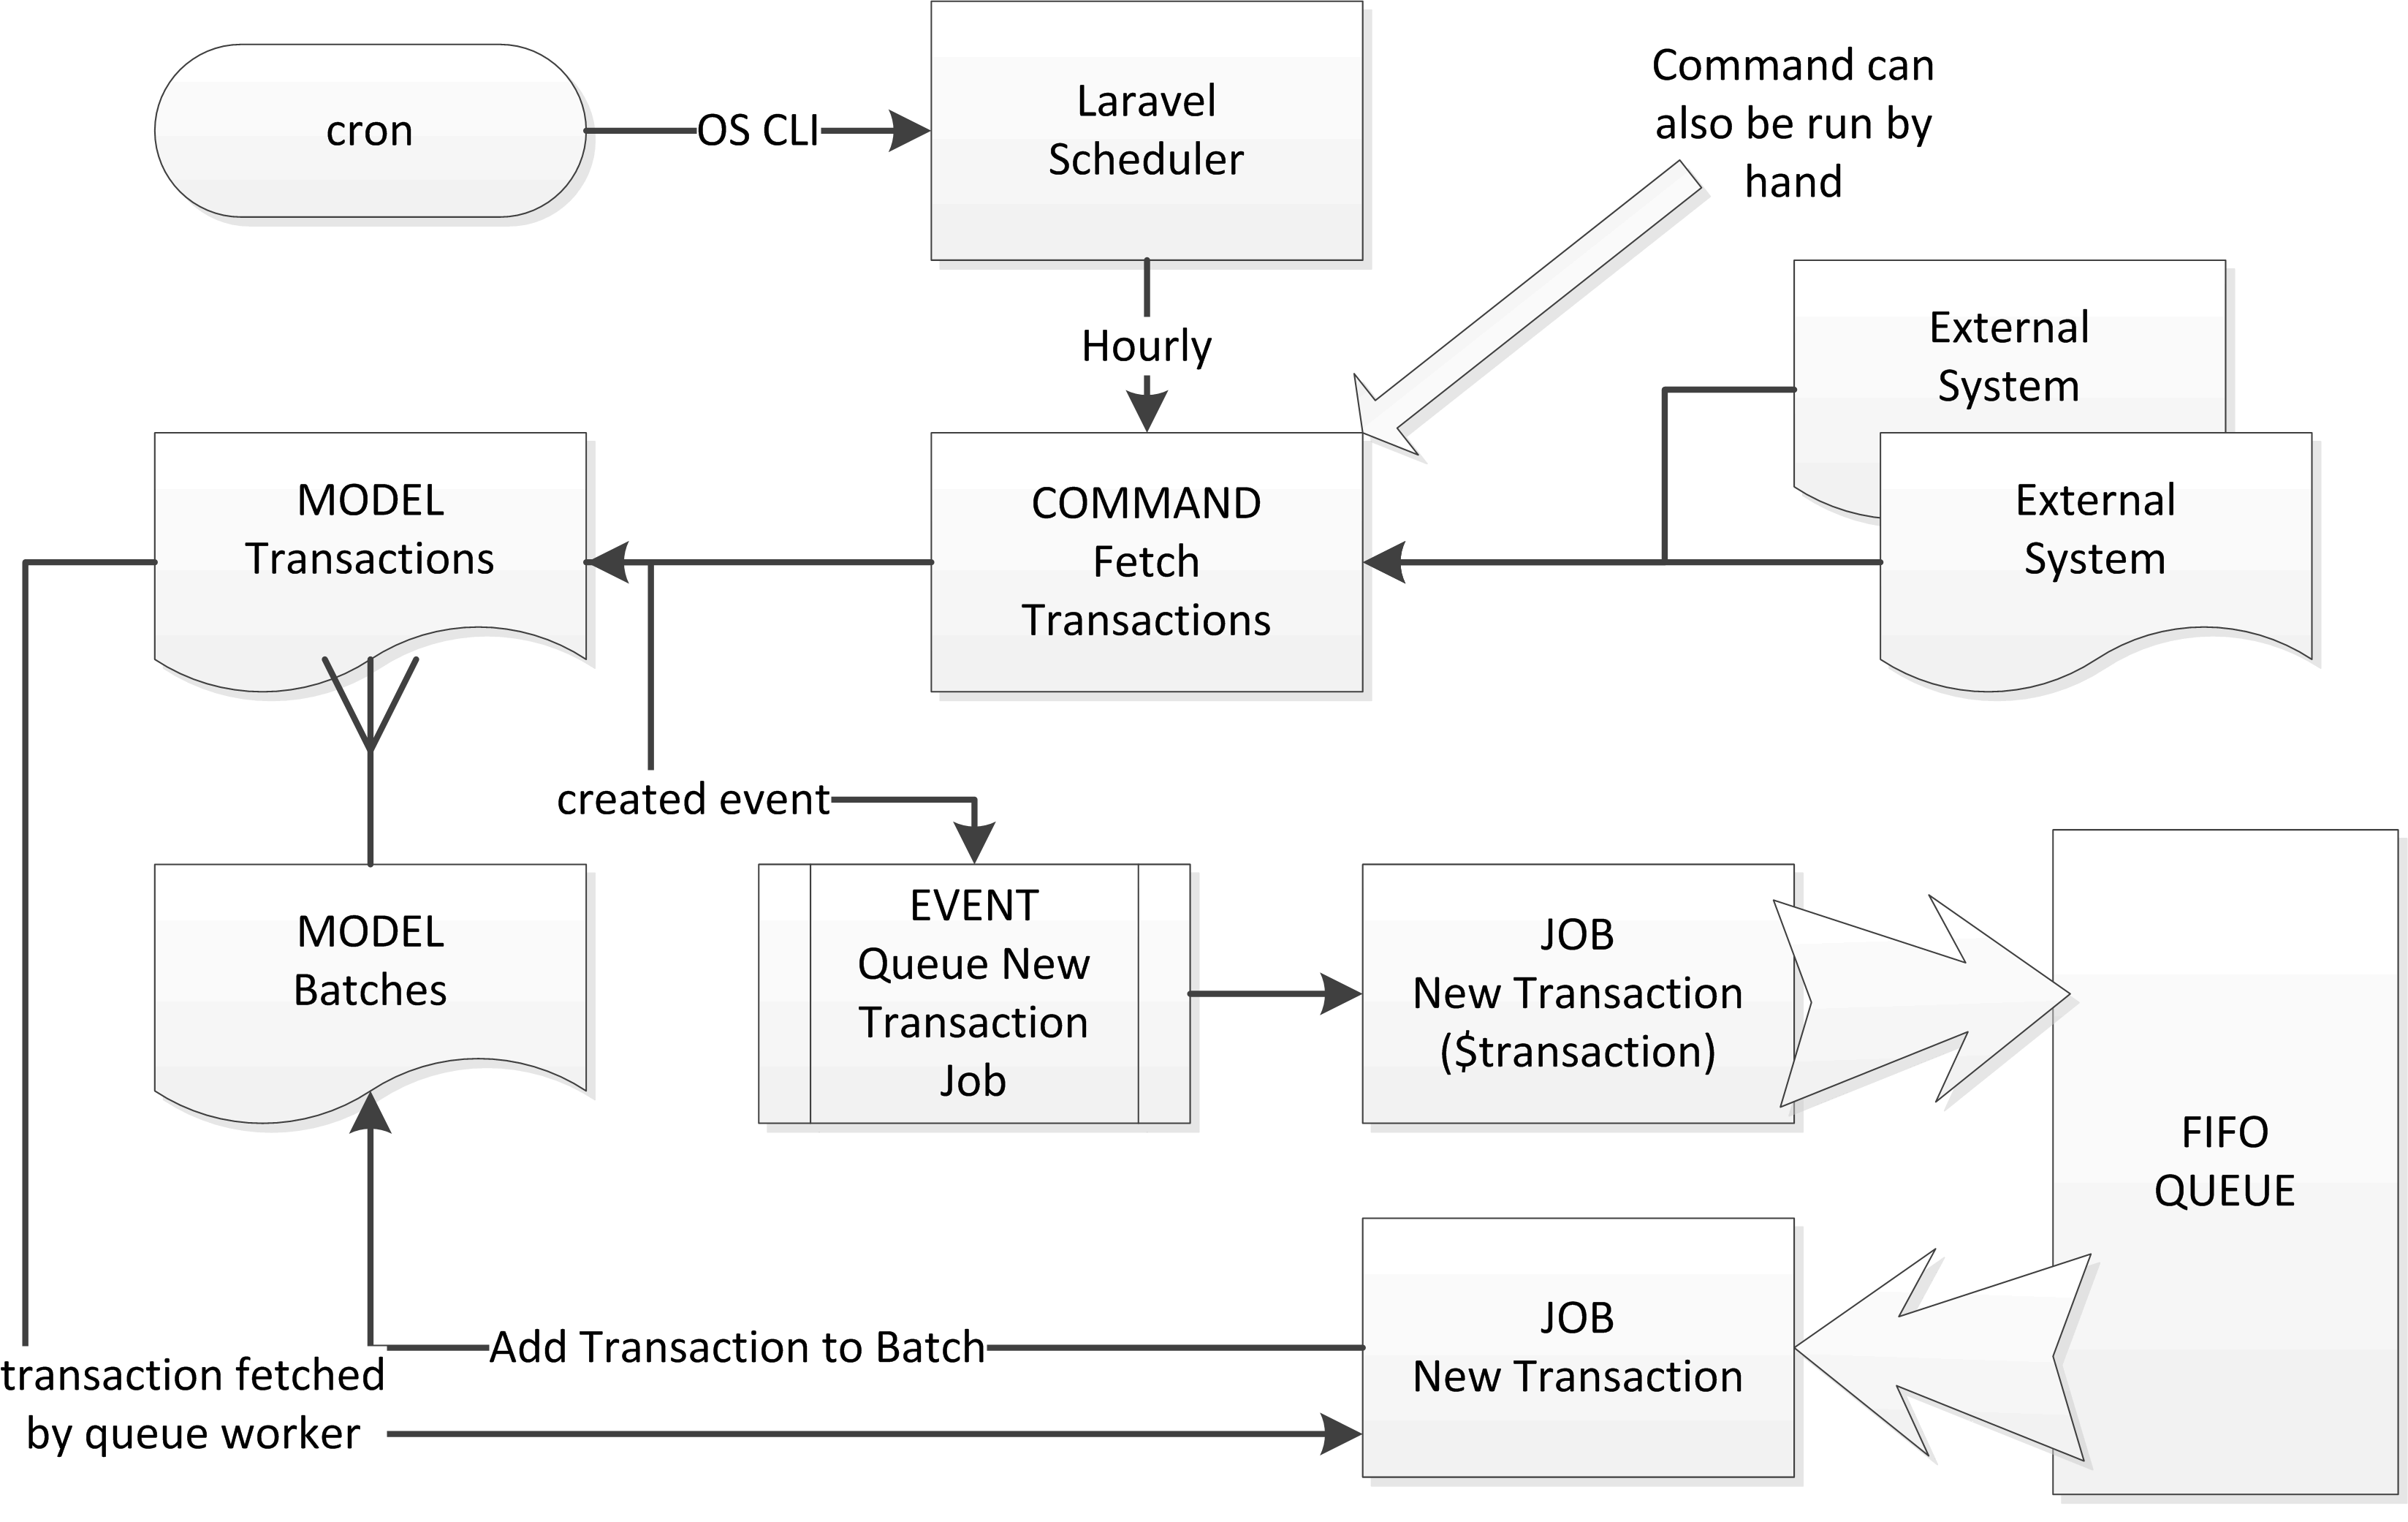 cron
OS CLI
Laravel
Scheduler
Command can
also be run by
hand
Hourly
External
System
External
System
MODEL
Transactions
COMMAND
Fetch
Transactions
created event
MODEL
Batches
EVENT
Queue New
Transaction
Job
JOB
New Transaction
($transaction)
FIFO
QUEUE
JOB
New Transaction
Add Transaction to Batch
transaction fetched
by queue worker